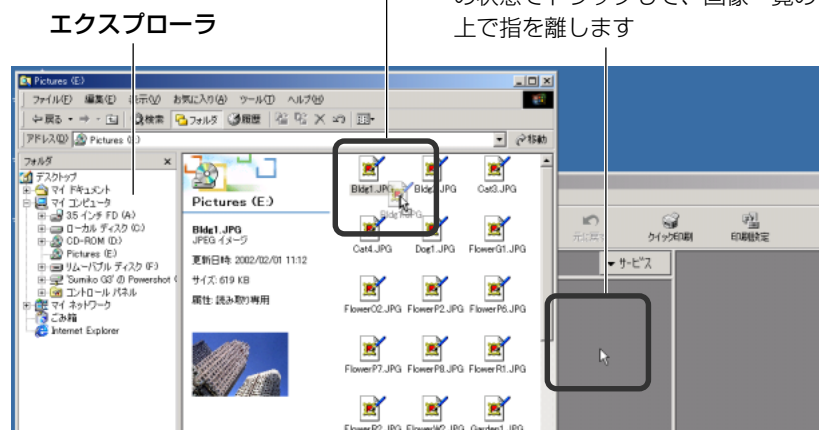 の状態でドラッグして、画像一覧の
上で指を離します
エクスプローラ
Pictures (E:)
ファイル(F) 編集(E) 表示(V) お気に入り(A) ツール(T) ヘルプ(H)
戻る 検索 フォルダ 履歴
アドレス(D) Pictures (E:) 移動
フォルダ ×
デスクトップ
マイ ドキュメント
マイ コンピュータ
3.5 インチ FD (A:)
ローカル ディスク (C:)
CD-ROM (D:)
Pictures (E:)
リムーバブル ディスク (F:)
コントロール パネル
マイ ネットワーク
ごみ箱
Internet Explorer
Pictures (E:)
Bldg1.JPG
JPEG イメージ
更新日時: 2002/02/01 11:12
サイズ: 619 KB
属性: 読み取り専用
Bldg1.JPG Bldg2.JPG Cat3.JPG
Cat4.JPG Dog1.JPG FlowerG1.JPG
FlowerO2.JPG FlowerP2.JPG FlowerP6.JPG
FlowerP7.JPG FlowerP8.JPG FlowerR1.JPG
FlowerR2.JPG FlowerW2.JPG Garden1.JPG
元に戻す クイック印刷 印刷設定
サービス